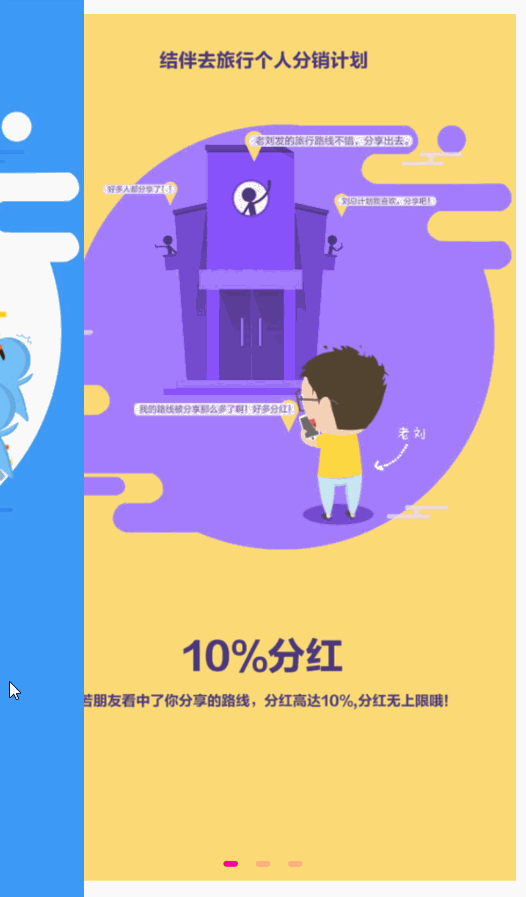 结伴去旅行个人分销计划
老刘发的旅行路线不错，分享出去。
好多人都分享了！！
刘总计划我喜欢，分享吧！
我的路线被分享那么多了啊！好多分红！
老刘
10%分红
若朋友看中了你分享的路线，分红高达10%,分红无上限哦!